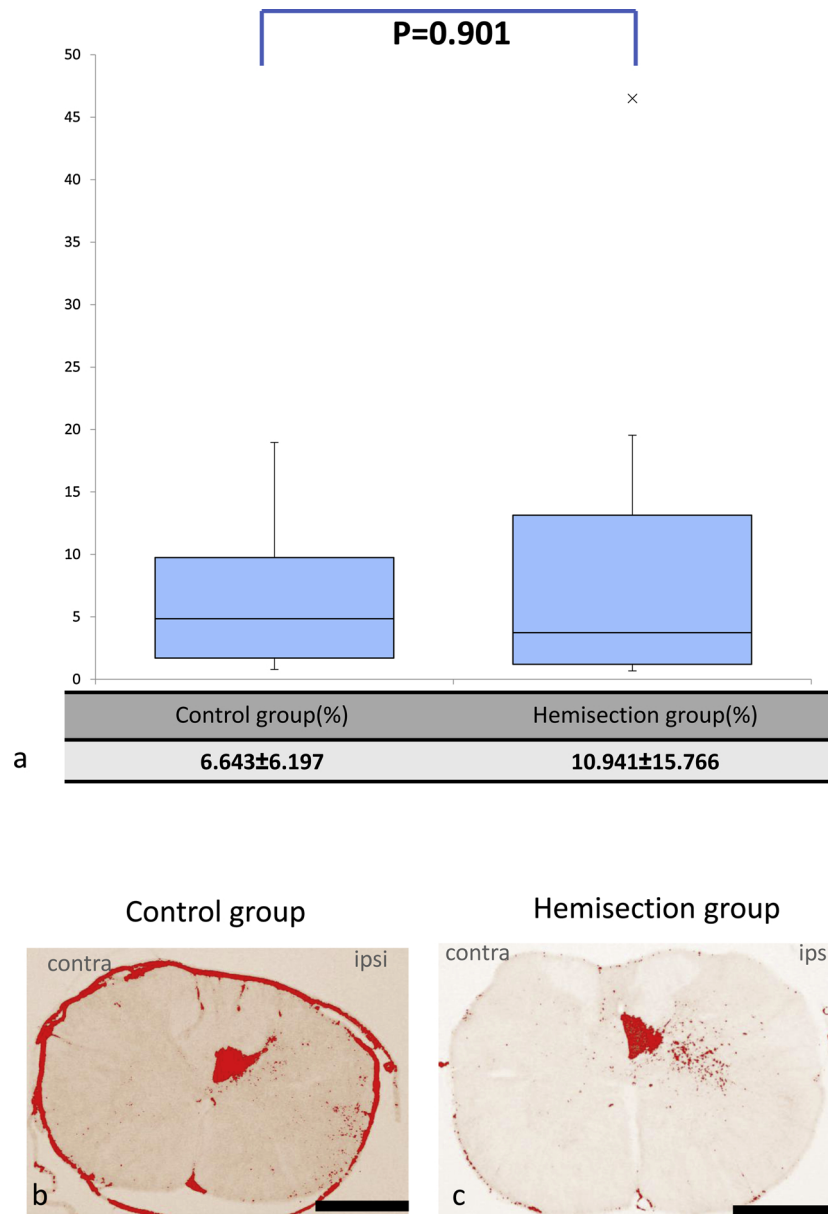 P=0.901
50
45
40
35
30
25
20
15
10
5
0
Control group(%) Hemisection group(%)
a 6.643±6.197 10.941±15.766
Control group Hemisection group
contra ipsi contra ips
b c